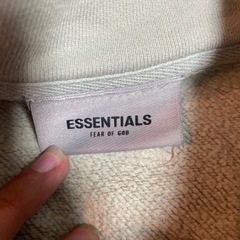 ESSENTIALS
FEAR OF GOD